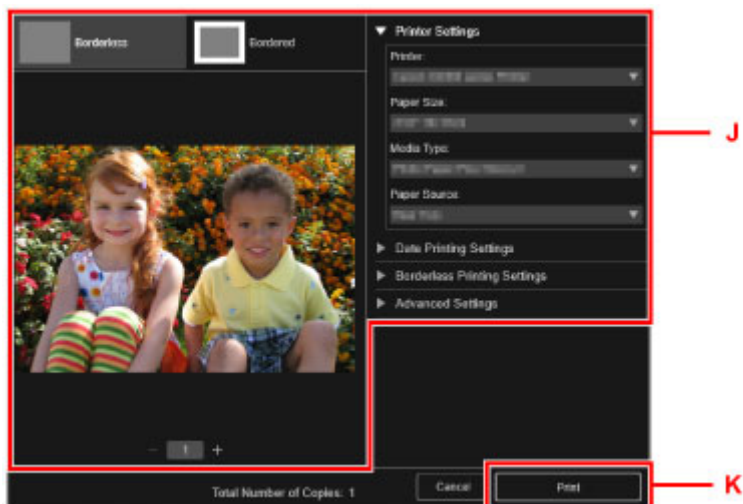 Borderless
Bordered
Printer Settings
Printer:
Paper Size:
Media Type:
Paper Source:
Date Printing Settings
Borderless Printing Settings
Advanced Settings
J
- 1 +
Total Number of Copies: 1
Cancel
Print
K